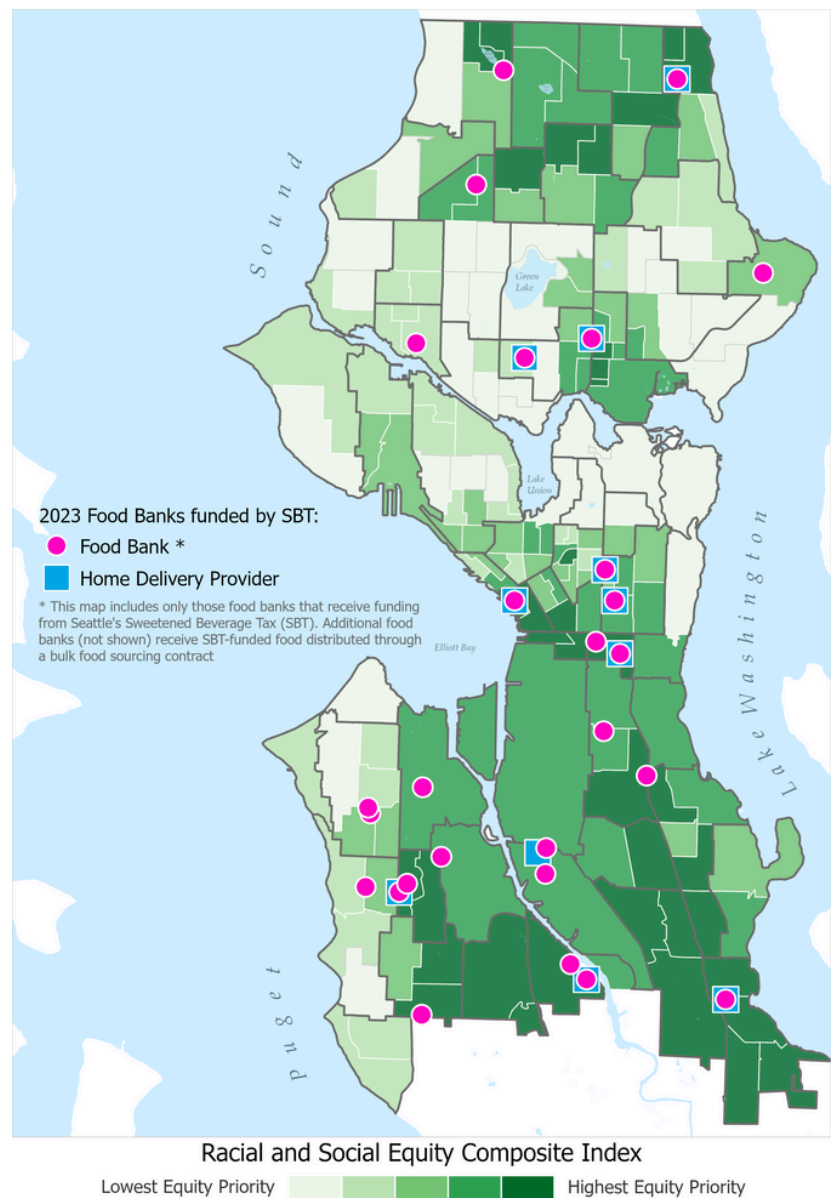 Sound
Green
Lake
Lake
Union
2023 Food Banks funded by SBT:
Food Bank *
Home Delivery Provider
* This map includes only those food banks that receive funding
from Seattle's Sweetened Beverage Tax (SBT). Additional food
banks (not shown) receive SBT-funded food distributed through
a bulk food sourcing contract
Elliott Bay
Lake Washington
Puget
Racial and Social Equity Composite Index
Lowest Equity Priority
Highest Equity Priority